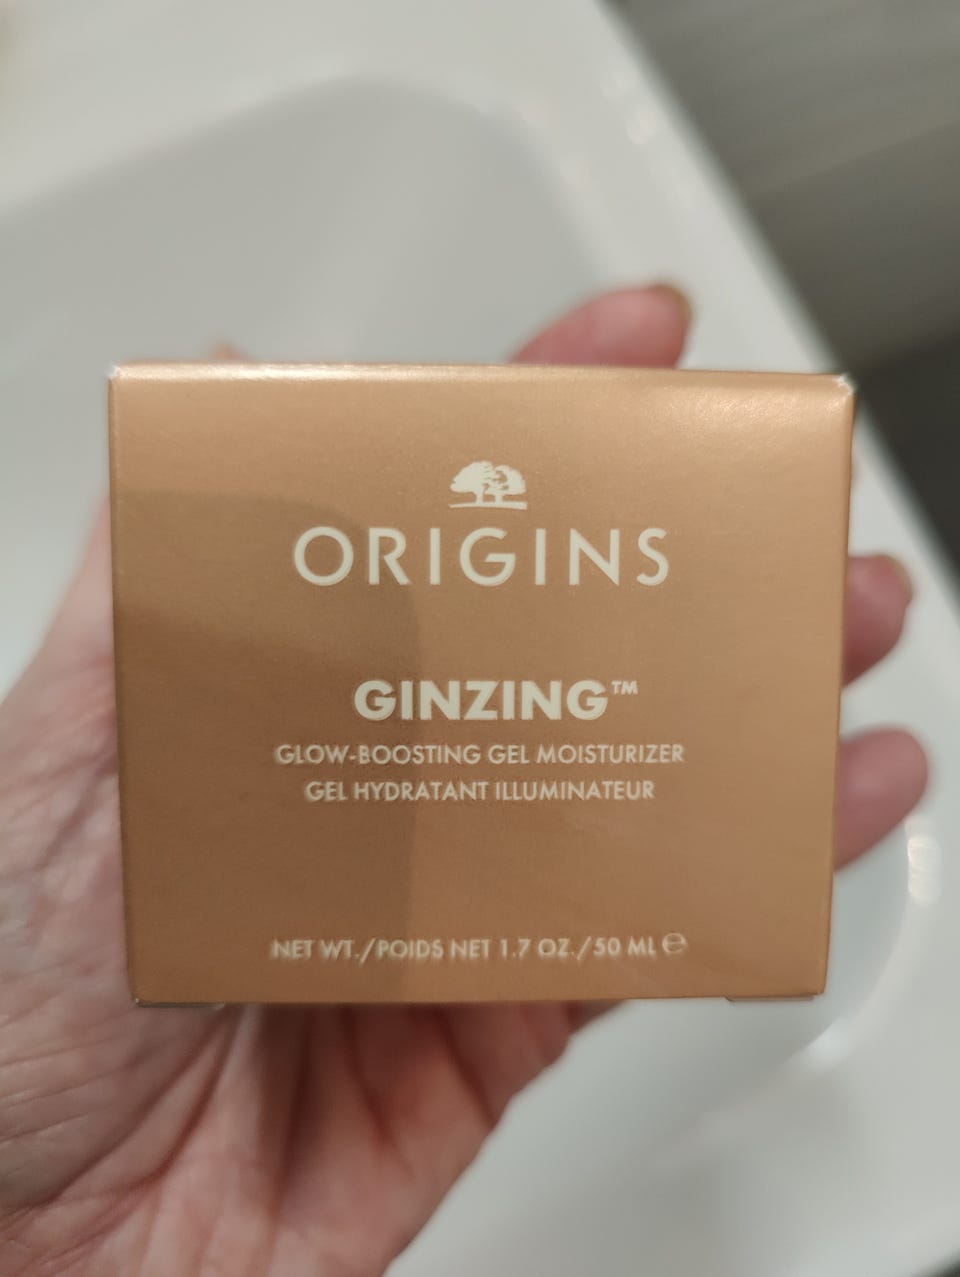 ORIGINS
GINZING™
GLOW-BOOSTING GEL MOISTURIZER
GEL HYDRATANT ILLUMINATEUR
NET WT./POIDS NET 1.7 OZ./50 ML ℮